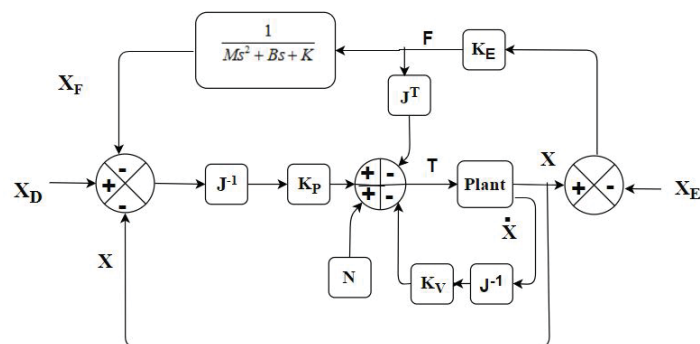 1
Ms² + Bs + K
F
K_E
J^T
X_F
X_D
+
-
-
J⁻¹
K_P
+
-
+
-
T
Plant
X
+
-
X_E
Ẋ
X
N
K_V
J⁻¹